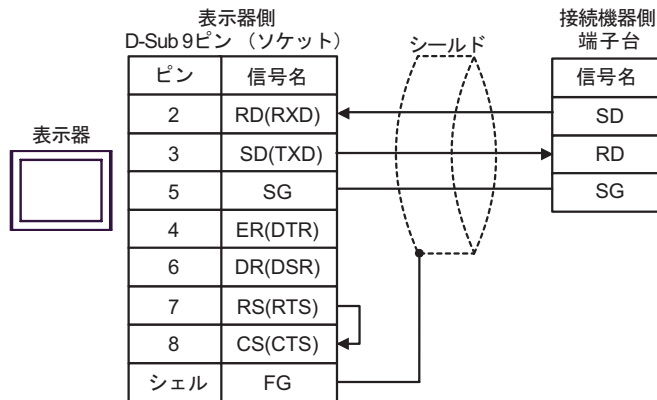 表示器側
D-Sub 9ピン （ソケット）
シールド
接続機器側
端子台
表示器
ピン 信号名
2 RD(RXD)
3 SD(TXD)
5 SG
4 ER(DTR)
6 DR(DSR)
7 RS(RTS)
8 CS(CTS)
シェル FG
信号名
SD
RD
SG